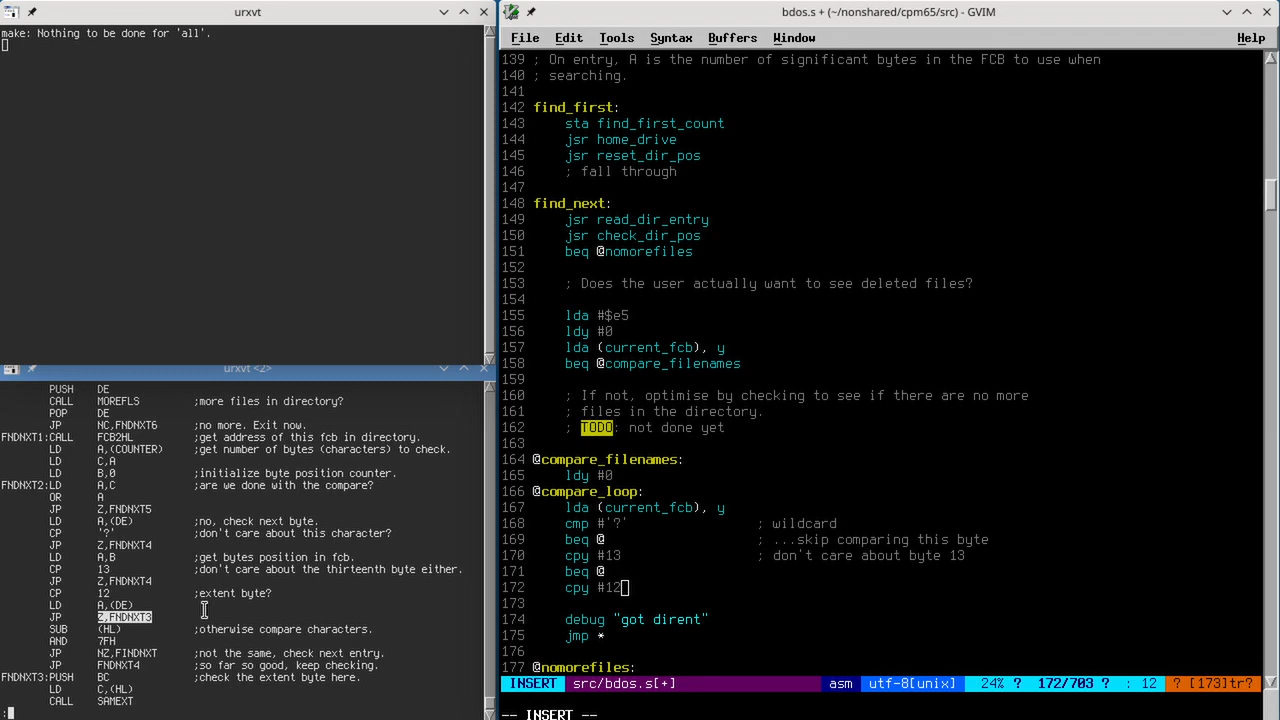 urxvt
make: Nothing to be done for 'all'.
urxvt <2>
PUSH DE
CALL MOREFLS ;more files in directory?
POP DE
JP NC,FNDNXT6 ;no more. Exit now.
FNDNXT1:CALL FCB2HL ;get address of this fcb in directory.
LD A,(COUNTER) ;get number of bytes (characters) to check.
LD C,A
LD B,0 ;initialize byte position counter.
FNDNXT2:LD A,C ;are we done with the compare?
OR A
JP Z,FNDNXT5
LD A,(DE) ;no, check next byte.
CP '?' ;don't care about this character?
JP Z,FNDNXT4
LD A,B ;get bytes position in fcb.
CP 13 ;don't care about the thirteenth byte either.
JP Z,FNDNXT4
CP 12 ;extent byte?
LD A,(DE)
JP Z,FNDNXT3
SUB (HL) ;otherwise compare characters.
AND 7FH
JP NZ,FINDNXT ;not the same, check next entry.
JP FNDNXT4 ;so far so good, keep checking.
FNDNXT3:PUSH BC ;check the extent byte here.
LD C,(HL)
CALL SAMEXT
:
bdos.s + (~/nonshared/cpm65/src) - GVIM
File Edit Tools Syntax Buffers Window Help
139 ; On entry, A is the number of significant bytes in the FCB to use when
140 ; searching.
141
142 find_first:
143 sta find_first_count
144 jsr home_drive
145 jsr reset_dir_pos
146 ; fall through
147
148 find_next:
149 jsr read_dir_entry
150 jsr check_dir_pos
151 beq @nomorefiles
152
153 ; Does the user actually want to see deleted files?
154
155 lda #$e5
156 ldy #0
157 lda (current_fcb), y
158 beq @compare_filenames
159
160 ; If not, optimise by checking to see if there are no more
161 ; files in the directory.
162 ; TODO: not done yet
163
164 @compare_filenames:
165 ldy #0
166 @compare_loop:
167 lda (current_fcb), y
168 cmp #'?' ; wildcard
169 beq @ ; ...skip comparing this byte
170 cpy #13 ; don't care about byte 13
171 beq @
172 cpy #12
173
174 debug "got dirent"
175 jmp *
176
177 @nomorefiles:
INSERT src/bdos.s[+] asm utf-8[unix] 24% ? 172/703 ? : 12 ? [173]tr?
-- INSERT --